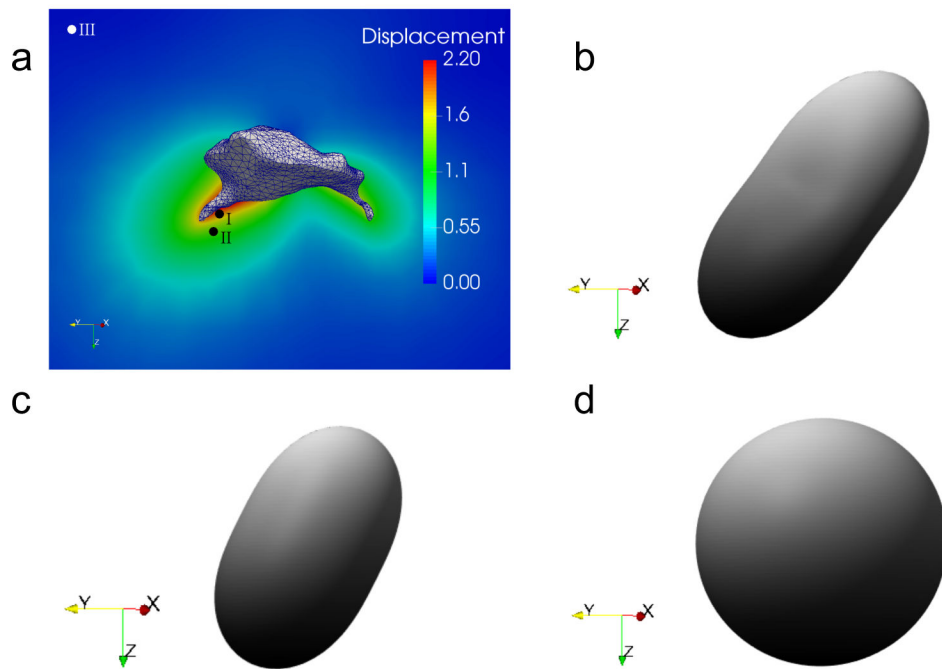 a
III
Displacement
2.20
1.6
1.1
0.55
0.00
I
II
Y
X
Z
b
Y
X
Z
c
Y
X
Z
d
Y
X
Z